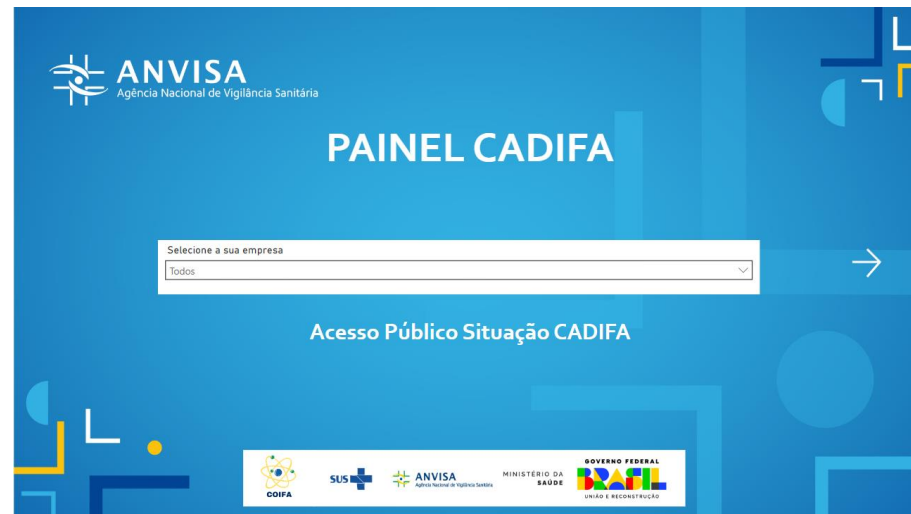 ANVISA
Agência Nacional de Vigilância Sanitária
PAINEL CADIFA
Selecione a sua empresa
Todos
Acesso Público Situação CADIFA
COIFA
SUS
ANVISA
Agência Nacional de Vigilância Sanitária
MINISTÉRIO DA
SAÚDE
GOVERNO FEDERAL
BRASIL
UNIÃO E RECONSTRUÇÃO